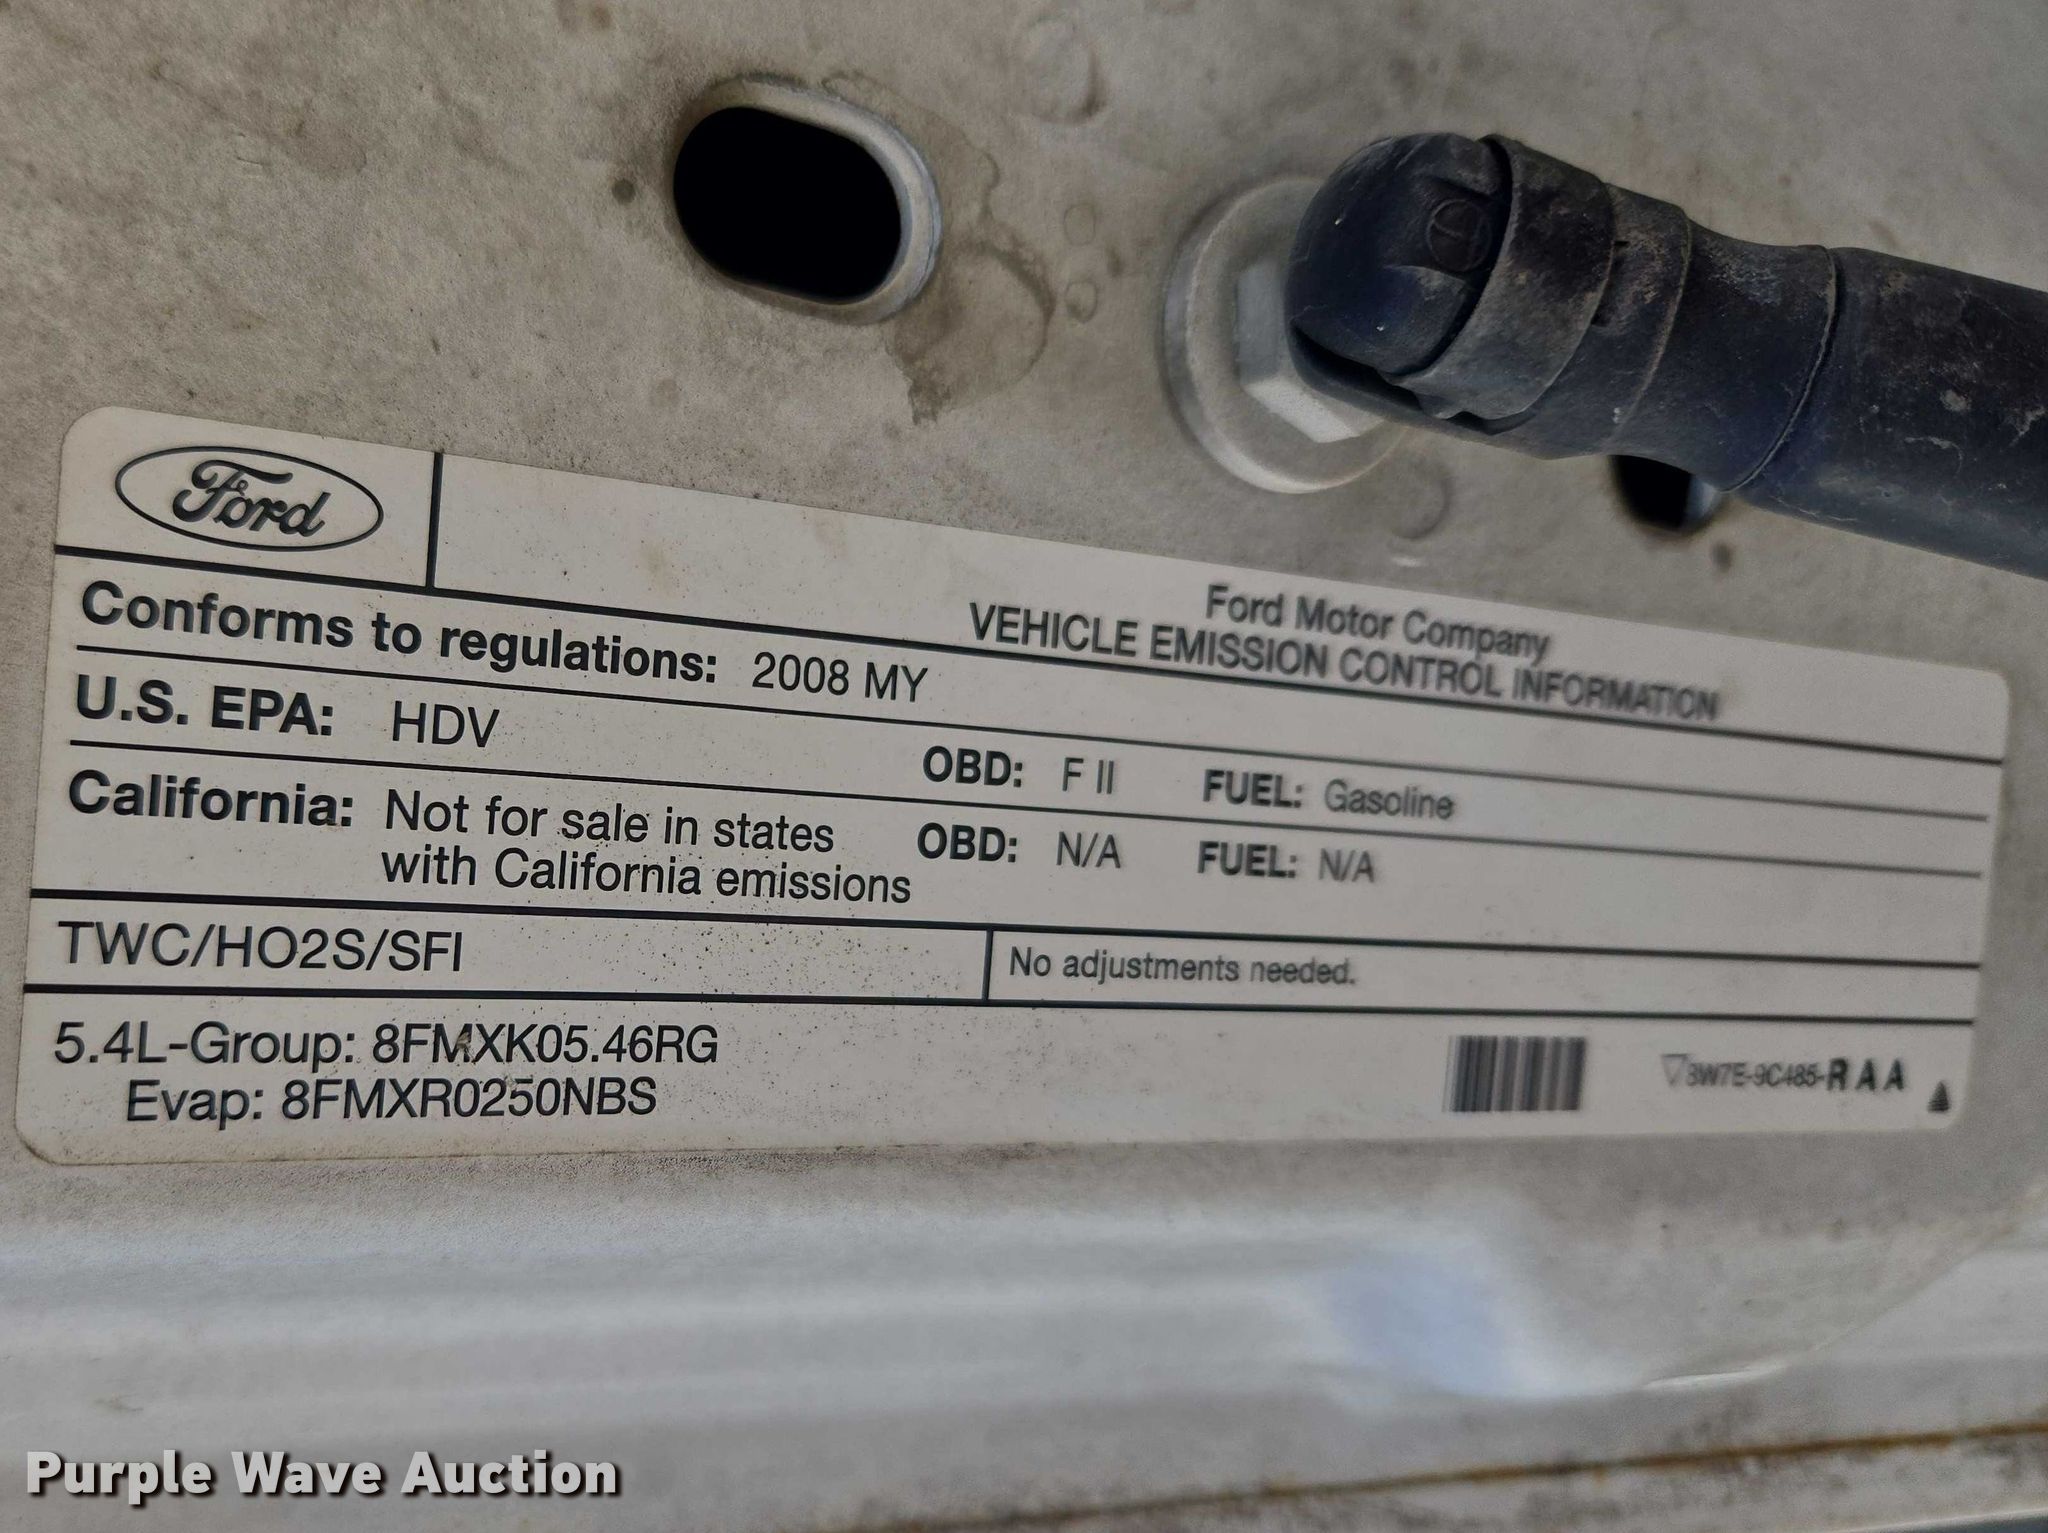 Ford
Ford Motor Company
VEHICLE EMISSION CONTROL INFORMATION
Conforms to regulations: 2008 MY
U.S. EPA: HDV OBD: F II FUEL: Gasoline
California: Not for sale in states OBD: N/A FUEL: N/A
with California emissions
TWC/HO2S/SFI No adjustments needed.
5.4L-Group: 8FMXK05.46RG
Evap: 8FMXR0250NBS
8W7E-9C485-RAA
Purple Wave Auction